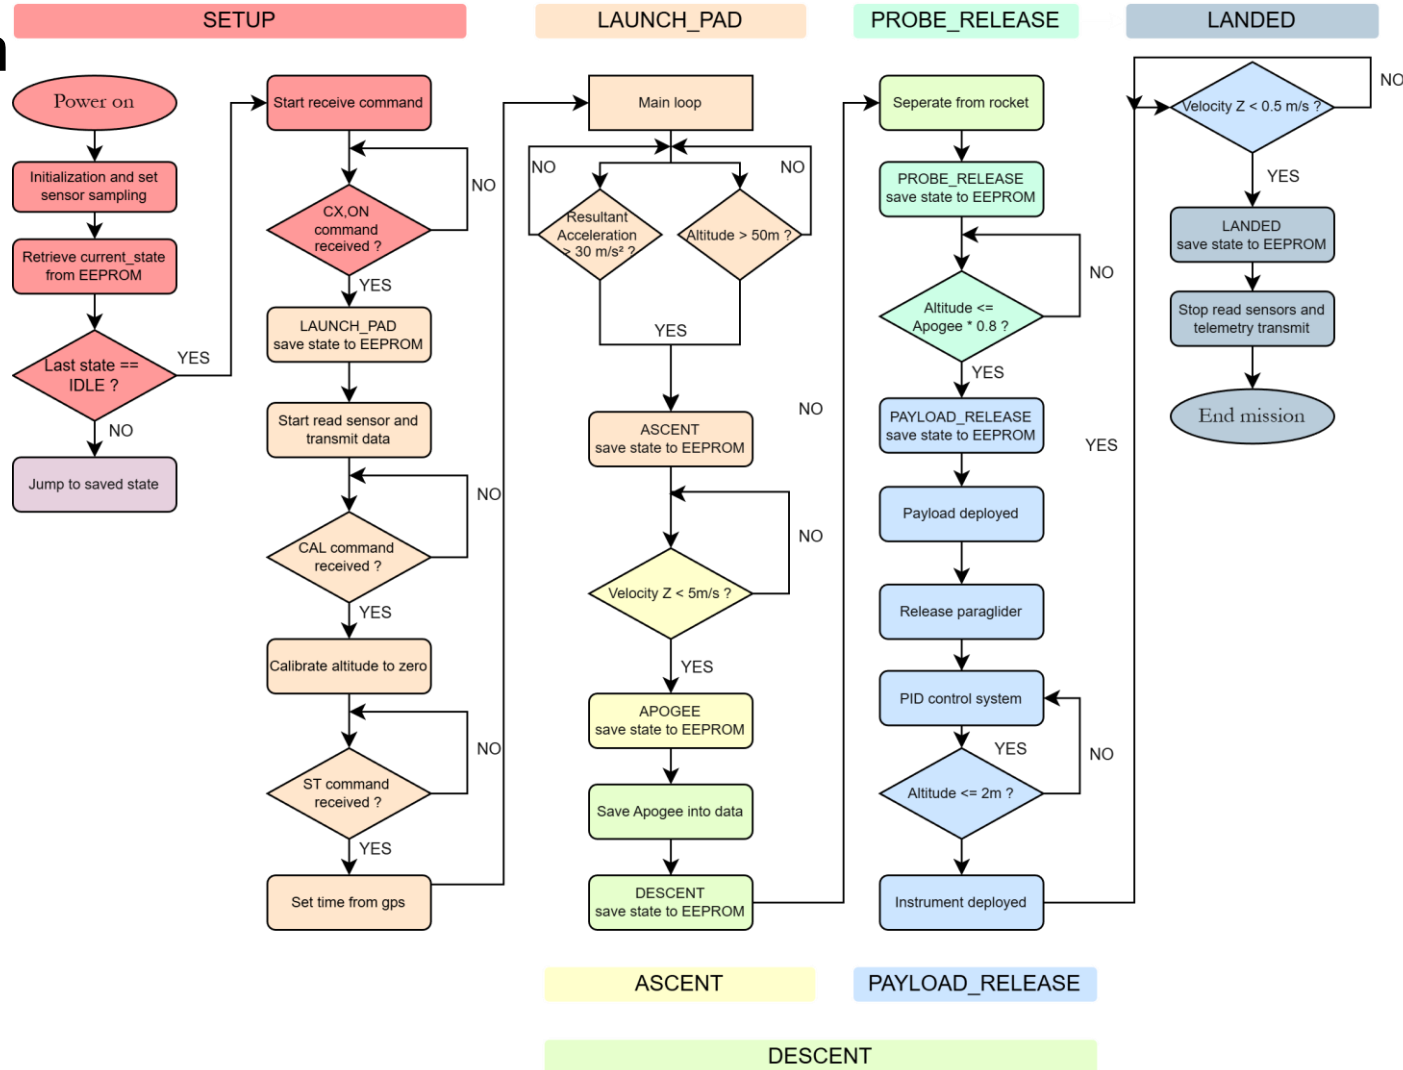 SETUP
Power on
Initialization and set
sensor sampling
Retrieve current_state
from EEPROM
Last state ==
IDLE ?
YES
NO
Jump to saved state
Start receive command
CX,ON
command
received ?
NO
YES
LAUNCH_PAD
save state to EEPROM
Start read sensor and
transmit data
NO
CAL command
received ?
YES
Calibrate altitude to zero
NO
ST command
received ?
YES
Set time from gps
LAUNCH_PAD
Main loop
NO
NO
Resultant
Acceleration
> 30 m/s² ?
Altitude > 50m ?
YES
NO
ASCENT
save state to EEPROM
NO
Velocity Z < 5m/s ?
YES
APOGEE
save state to EEPROM
Save Apogee into data
DESCENT
save state to EEPROM
ASCENT
PROBE_RELEASE
Seperate from rocket
PROBE_RELEASE
save state to EEPROM
NO
Altitude <=
Apogee * 0.8 ?
YES
PAYLOAD_RELEASE
save state to EEPROM
Payload deployed
Release paraglider
PID control system
YES
NO
Altitude <= 2m ?
Instrument deployed
PAYLOAD_RELEASE
DESCENT
YES
LANDED
Velocity Z < 0.5 m/s ?
NO
YES
LANDED
save state to EEPROM
Stop read sensors and
telemetry transmit
End mission